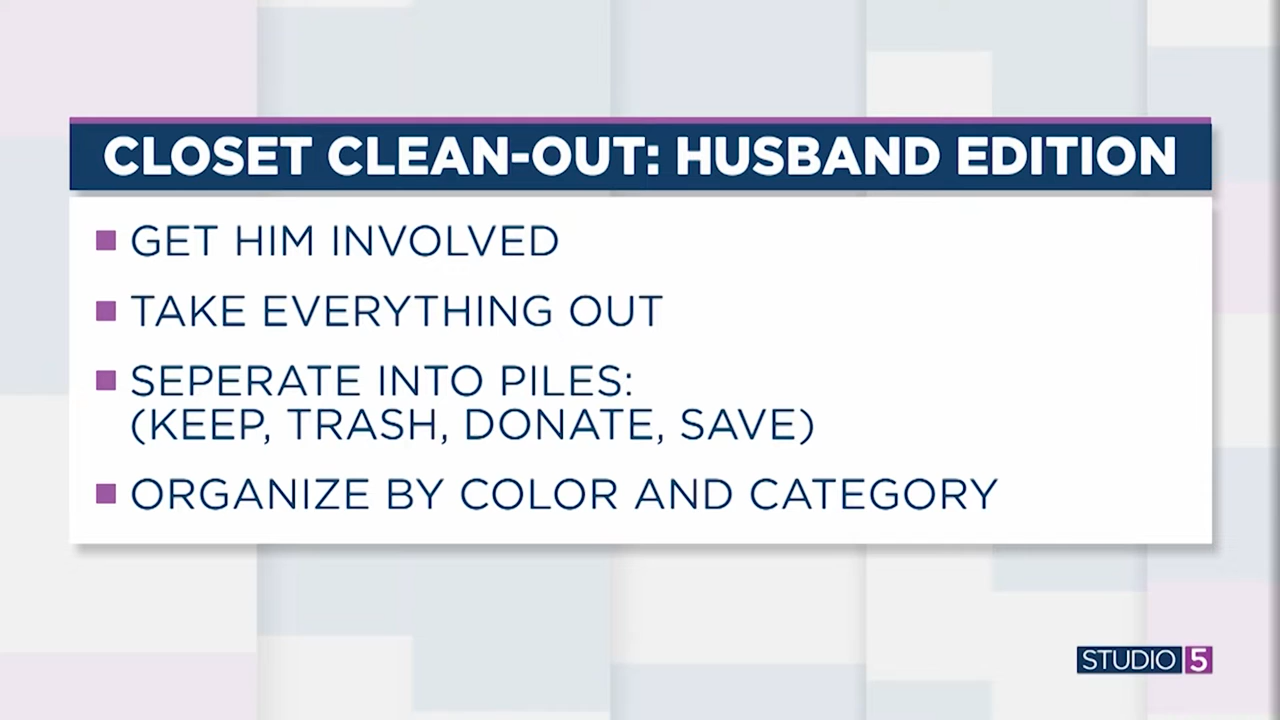 CLOSET CLEAN-OUT: HUSBAND EDITION
GET HIM INVOLVED
TAKE EVERYTHING OUT
SEPERATE INTO PILES:
(KEEP, TRASH, DONATE, SAVE)
ORGANIZE BY COLOR AND CATEGORY
STUDIO 5